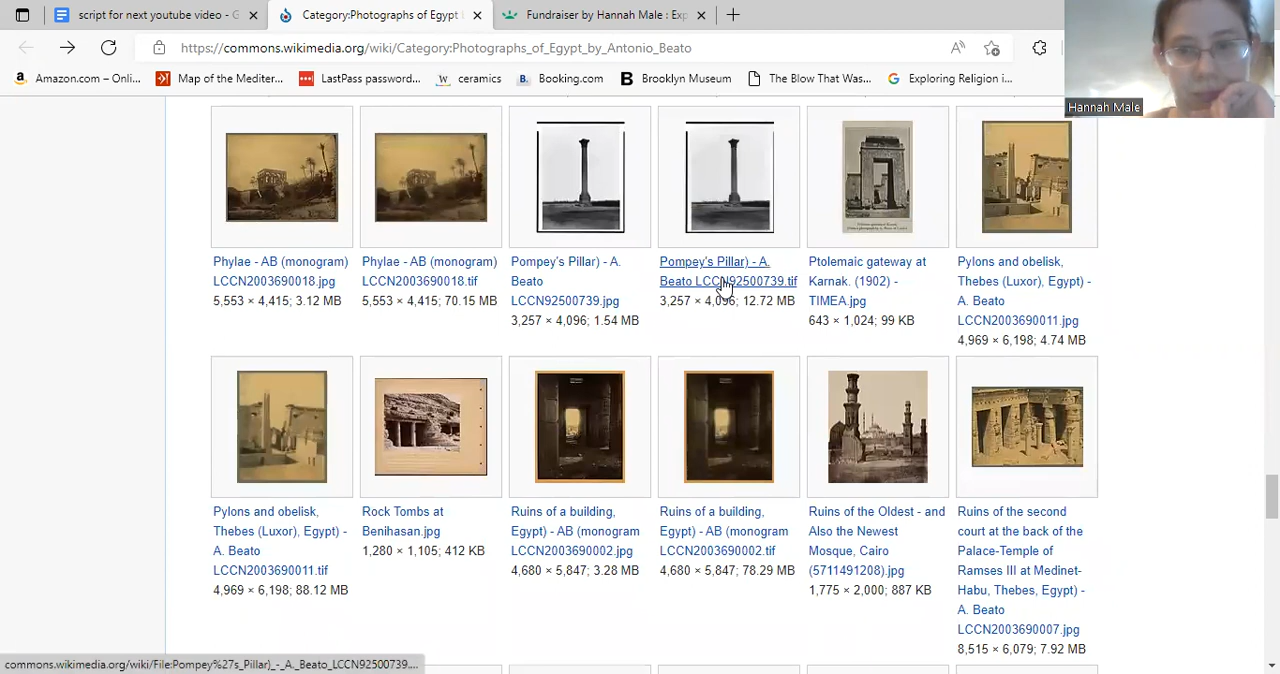 script for next youtube video - G
Category:Photographs of Egypt
Fundraiser by Hannah Male : Exp
https://commons.wikimedia.org/wiki/Category:Photographs_of_Egypt_by_Antonio_Beato
Amazon.com – Onli...
Map of the Mediter...
LastPass password...
ceramics
Booking.com
Brooklyn Museum
The Blow That Was...
Exploring Religion i...
Hannah Male
Phylae - AB (monogram)
LCCN2003690018.jpg
5,553 × 4,415; 3.12 MB
Phylae - AB (monogram)
LCCN2003690018.tif
5,553 × 4,415; 70.15 MB
Pompey's Pillar) - A.
Beato
LCCN92500739.jpg
3,257 × 4,096; 1.54 MB
Pompey's Pillar) - A.
Beato LCCN92500739.tif
3,257 × 4,096; 12.72 MB
Ptolemaic gateway at
Karnak. (1902) -
TIMEA.jpg
643 × 1,024; 99 KB
Pylons and obelisk,
Thebes (Luxor), Egypt) -
A. Beato
LCCN2003690011.jpg
4,969 × 6,198; 4.74 MB
Pylons and obelisk,
Thebes (Luxor), Egypt) -
A. Beato
LCCN2003690011.tif
4,969 × 6,198; 88.12 MB
Rock Tombs at
Benihasan.jpg
1,280 × 1,105; 412 KB
Ruins of a building,
Egypt) - AB (monogram
LCCN2003690002.jpg
4,680 × 5,847; 3.28 MB
Ruins of a building,
Egypt) - AB (monogram
LCCN2003690002.tif
4,680 × 5,847; 78.29 MB
Ruins of the Oldest - and
Also the Newest
Mosque, Cairo
(5711491208).jpg
1,775 × 2,000; 887 KB
Ruins of the second
court at the back of the
Palace-Temple of
Ramses III at Medinet-
Habu, Thebes, Egypt) -
A. Beato
LCCN2003690007.jpg
8,515 × 6,079; 7.92 MB
commons.wikimedia.org/wiki/File:Pompey%27s_Pillar)_-_A._Beato_LCCN92500739....